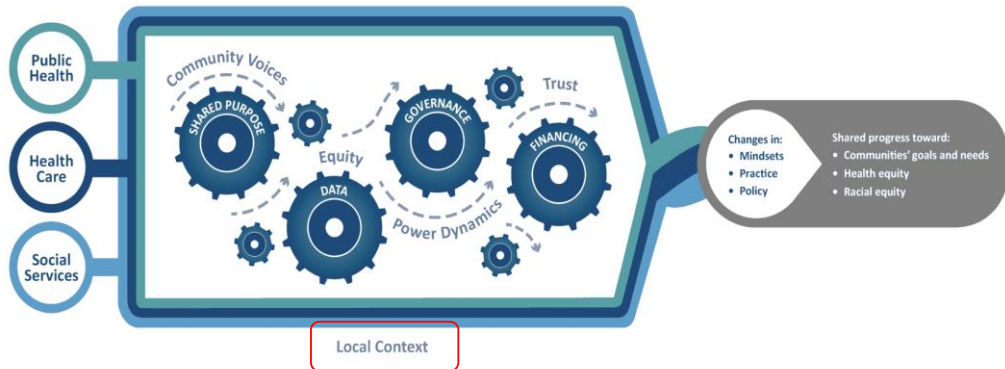 Public
Health
Health
Care
Social
Services
Community Voices
SHARED PURPOSE
Equity
DATA
GOVERNANCE
Power Dynamics
Trust
FINANCING
Local Context
Changes in:
• Mindsets
• Practice
• Policy
Shared progress toward:
• Communities' goals and needs
• Health equity
• Racial equity